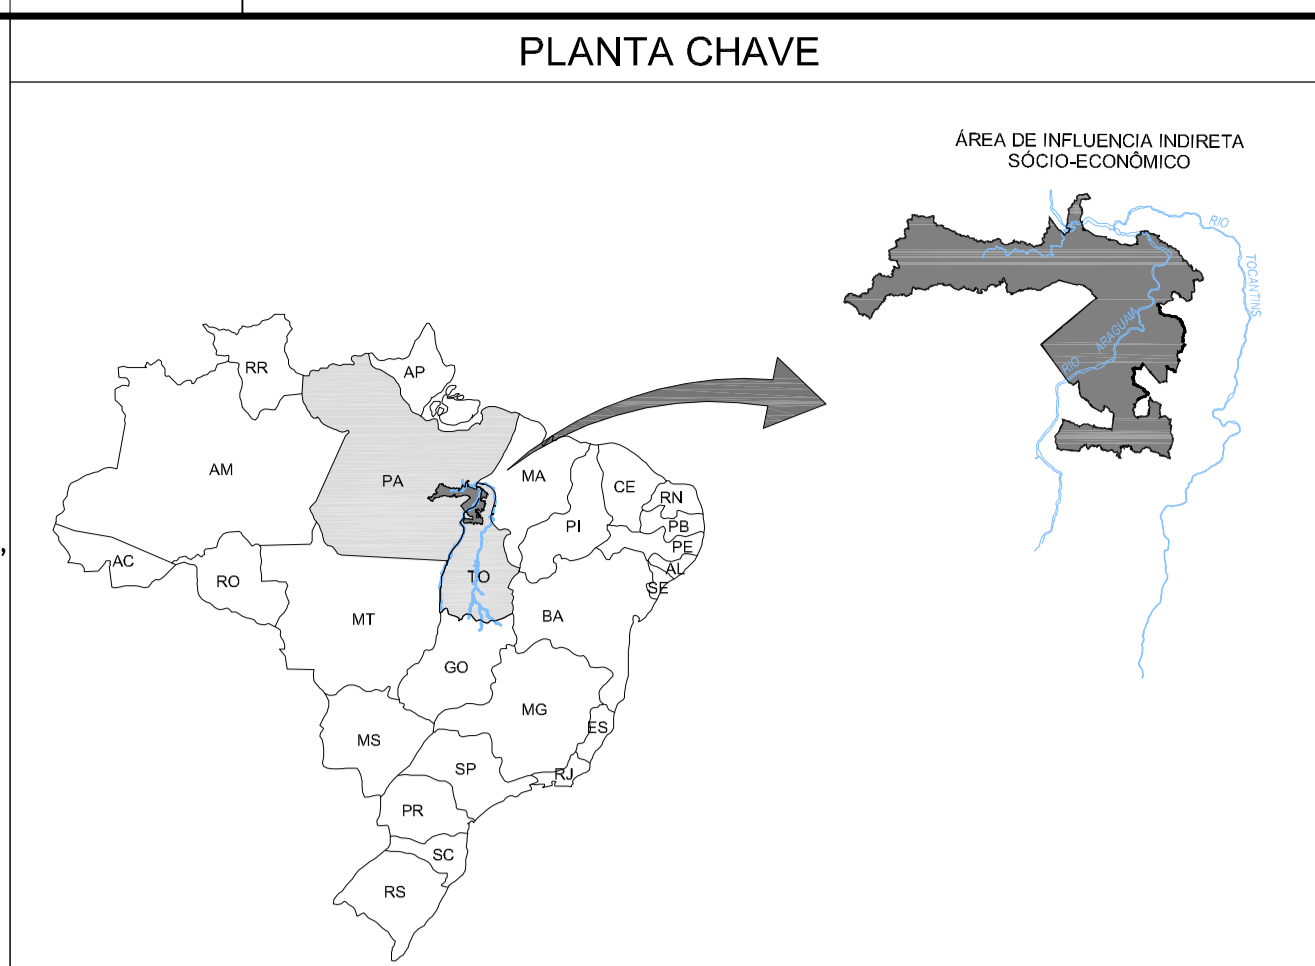 PLANTA CHAVE
ÁREA DE INFLUENCIA INDIRETA
SÓCIO-ECONÔMICO
RIO
TOCANTINS
RIO ARAGUAIA
RR
AP
AM
PA
MA
CE
RN
PI
PB
PE
AC
RO
TO
AL
SE
MT
BA
GO
MG
ES
MS
SP
RJ
PR
SC
RS
,